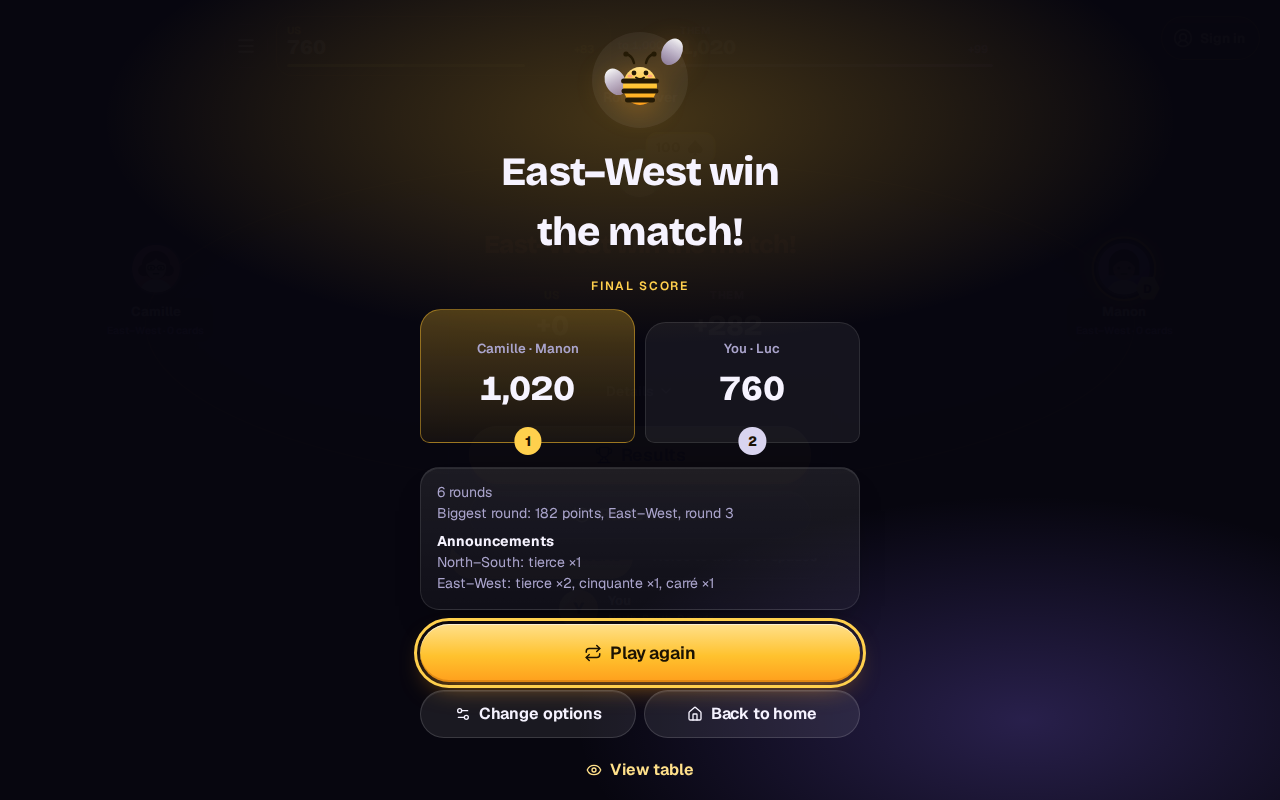 East–West win
the match!
FINAL SCORE
Camille · Manon
1,020
1
You · Luc
760
2
6 rounds
Biggest round: 182 points, East–West, round 3
Announcements
North–South: tierce ×1
East–West: tierce ×2, cinquante ×1, carré ×1
Play again
Change options
Back to home
View table